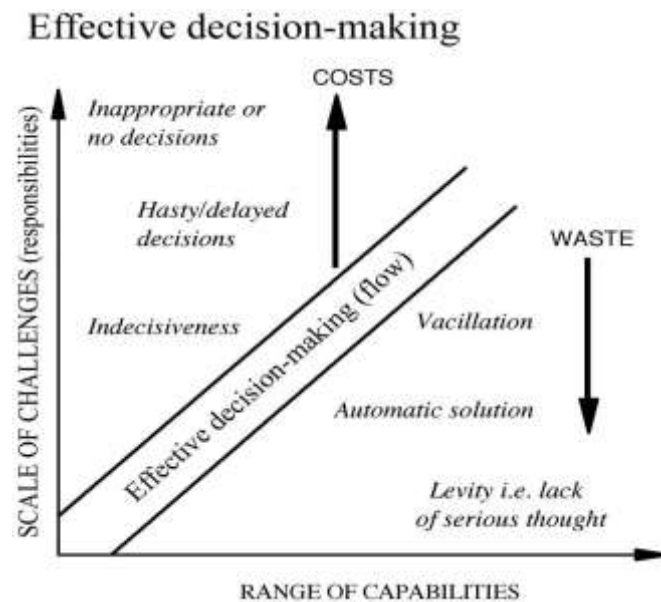 Effective decision-making
COSTS
Inappropriate or
no decisions
Hasty/delayed
decisions
WASTE
Indecisiveness
Effective decision-making (flow)
Vacillation
Automatic solution
Levity i.e. lack
of serious thought
SCALE OF CHALLENGES (responsibilities)
RANGE OF CAPABILITIES